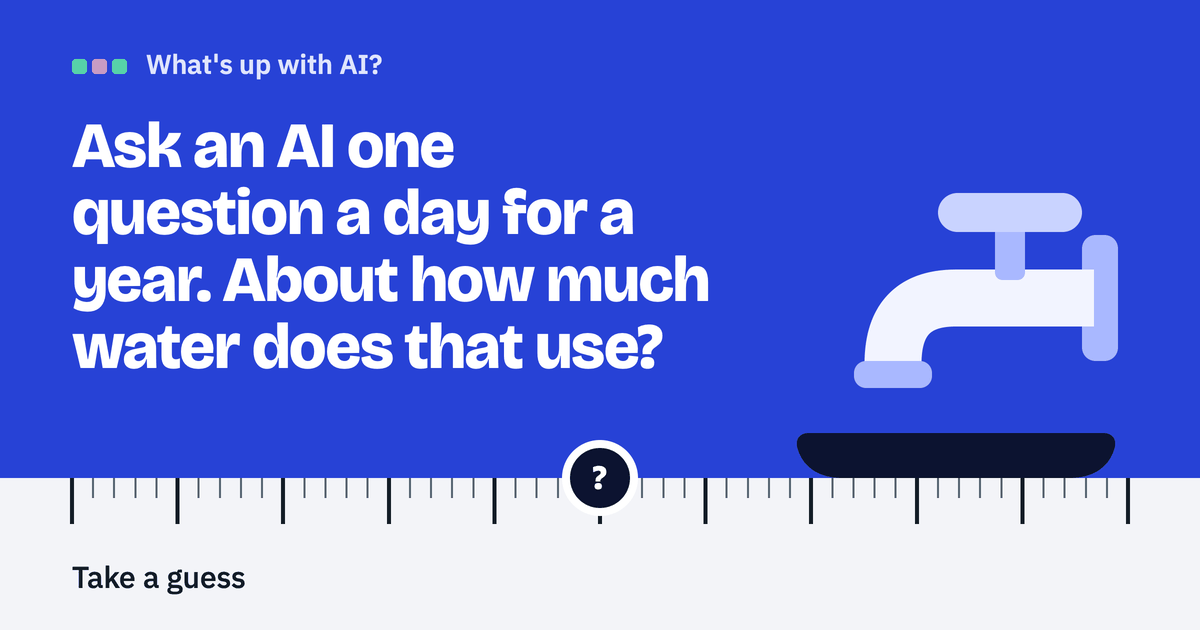 What's up with AI?
Ask an AI one
question a day for a
year. About how much
water does that use?
?
Take a guess